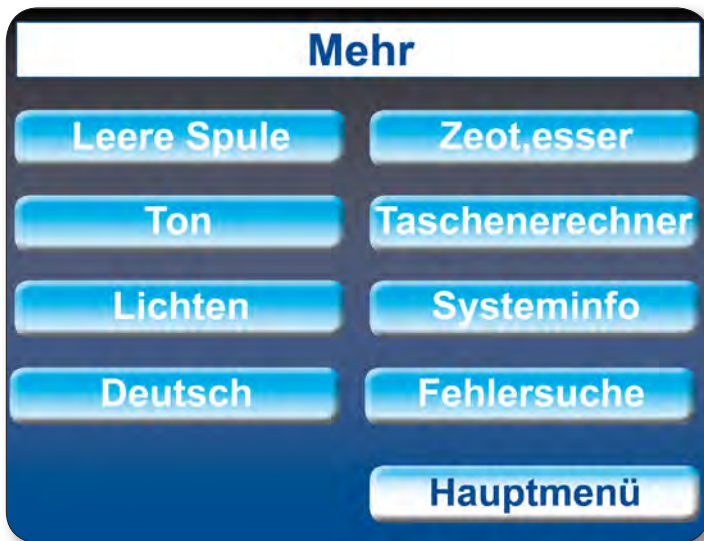 Mehr
Leere Spule
Zeot,esser
Ton
Taschenerechner
Lichten
Systeminfo
Deutsch
Fehlersuche
Hauptmenü